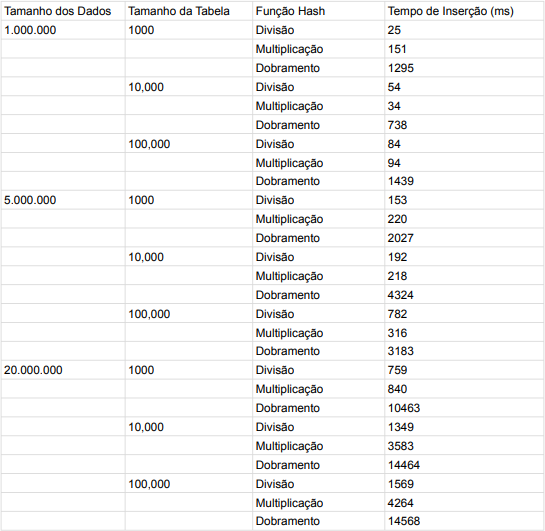 Tamanho dos Dados Tamanho da Tabela Função Hash Tempo de Inserção (ms)
1.000.000 1000 Divisão 25
Multiplicação 151
Dobramento 1295
10,000 Divisão 54
Multiplicação 34
Dobramento 738
100,000 Divisão 84
Multiplicação 94
Dobramento 1439
5.000.000 1000 Divisão 153
Multiplicação 220
Dobramento 2027
10,000 Divisão 192
Multiplicação 218
Dobramento 4324
100,000 Divisão 782
Multiplicação 316
Dobramento 3183
20.000.000 1000 Divisão 759
Multiplicação 840
Dobramento 10463
10,000 Divisão 1349
Multiplicação 3583
Dobramento 14464
100,000 Divisão 1569
Multiplicação 4264
Dobramento 14568